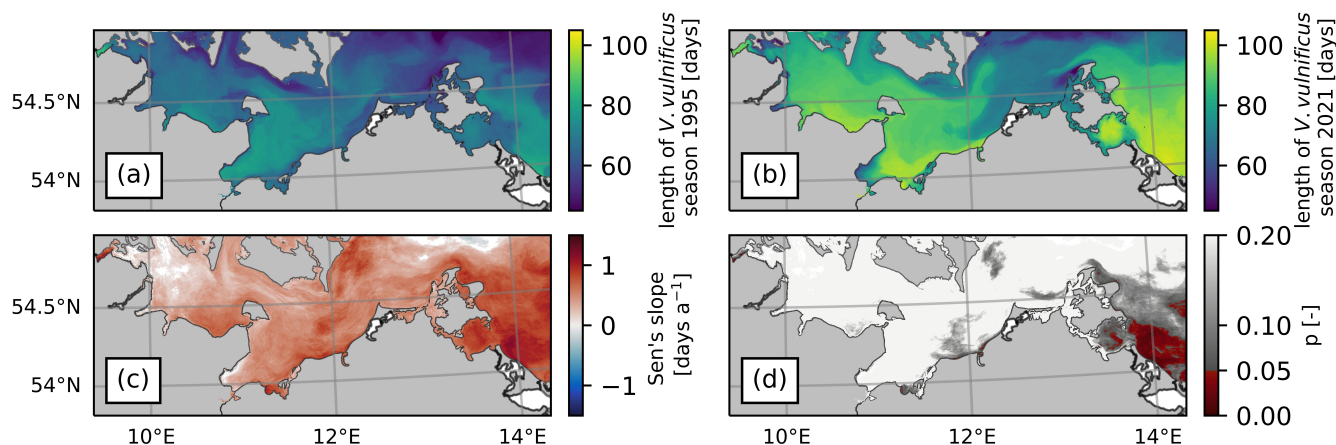 54.5°N
54°N
(a)
100
80
60
length of V.vulnificus
season 1995 [days]
(b)
100
80
60
length of V.vulnificus
season 2021 [days]
54.5°N
54°N
(c)
10°E
12°E
14°E
1
0
−1
Sen's slope
[days a⁻¹]
(d)
10°E
12°E
14°E
0.20
0.10
0.05
0.00
p [-]